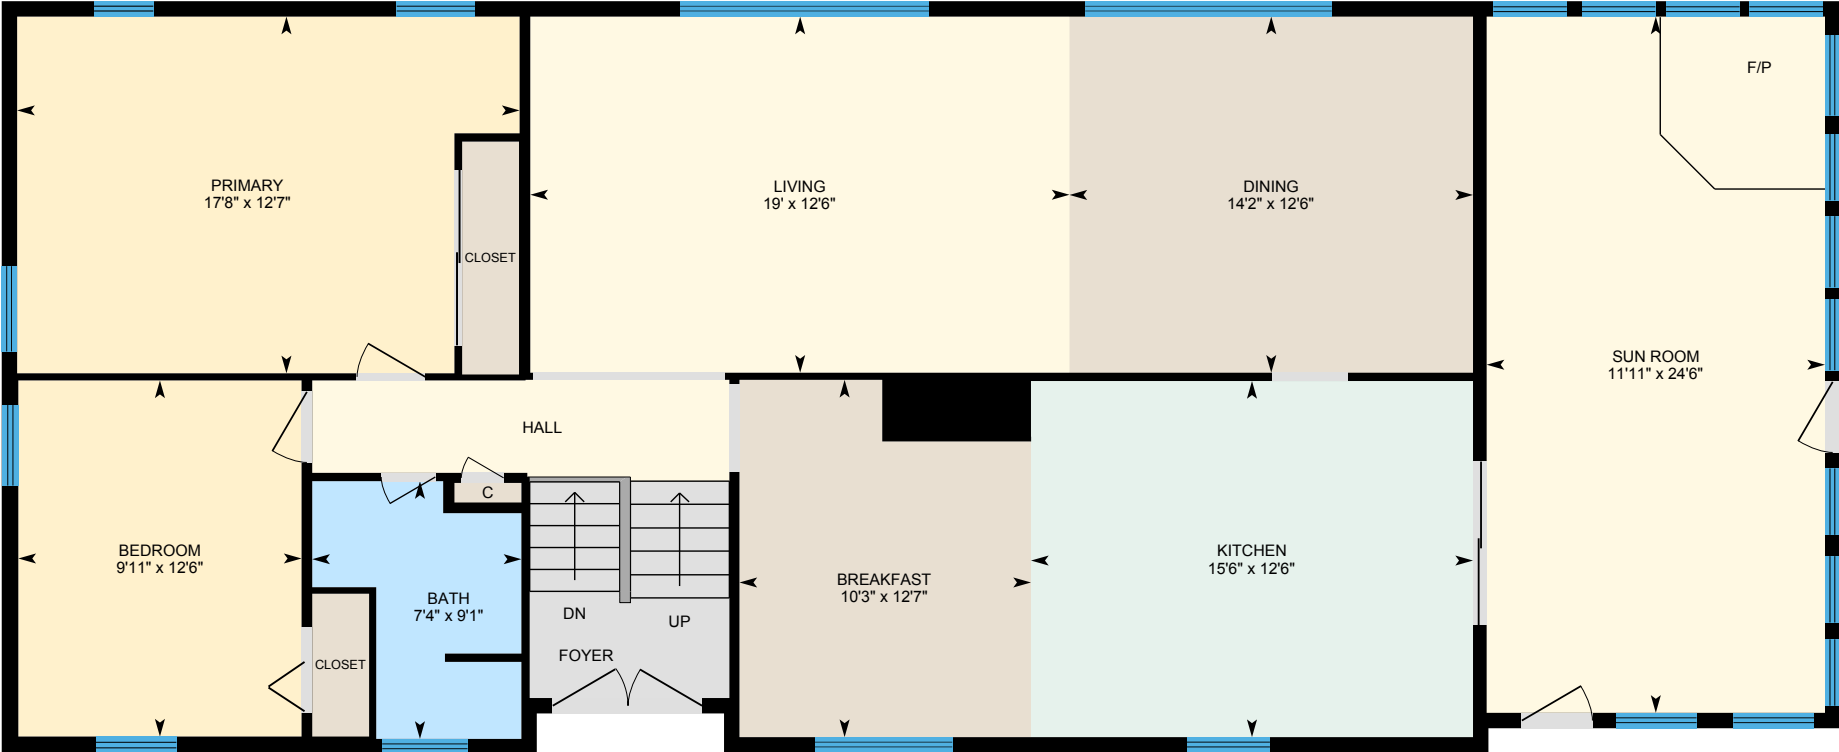 F/P
PRIMARY
17'8" x 12'7"
LIVING
19' x 12'6"
DINING
14'2" x 12'6"
CLOSET
SUN ROOM
11'11" x 24'6"
HALL
C
BEDROOM
9'11" x 12'6"
KITCHEN
15'6" x 12'6"
BREAKFAST
10'3" x 12'7"
BATH
7'4" x 9'1"
DN
UP
FOYER
CLOSET